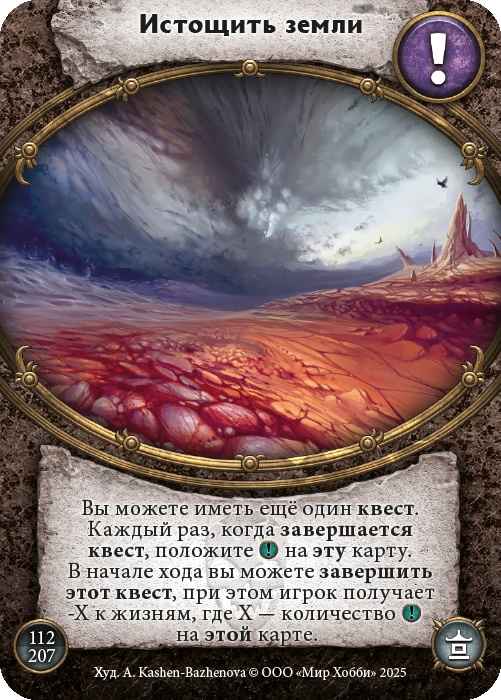 Истощить земли
!
Вы можете иметь ещё один квест.
Каждый раз, когда завершается
квест, положите ! на эту карту.
В начале хода вы можете завершить
этот квест, при этом игрок получает
-X к жизням, где X — количество !
на этой карте.
112
207
Худ. A. Kashen-Bazhenova © ООО «Мир Хобби» 2025